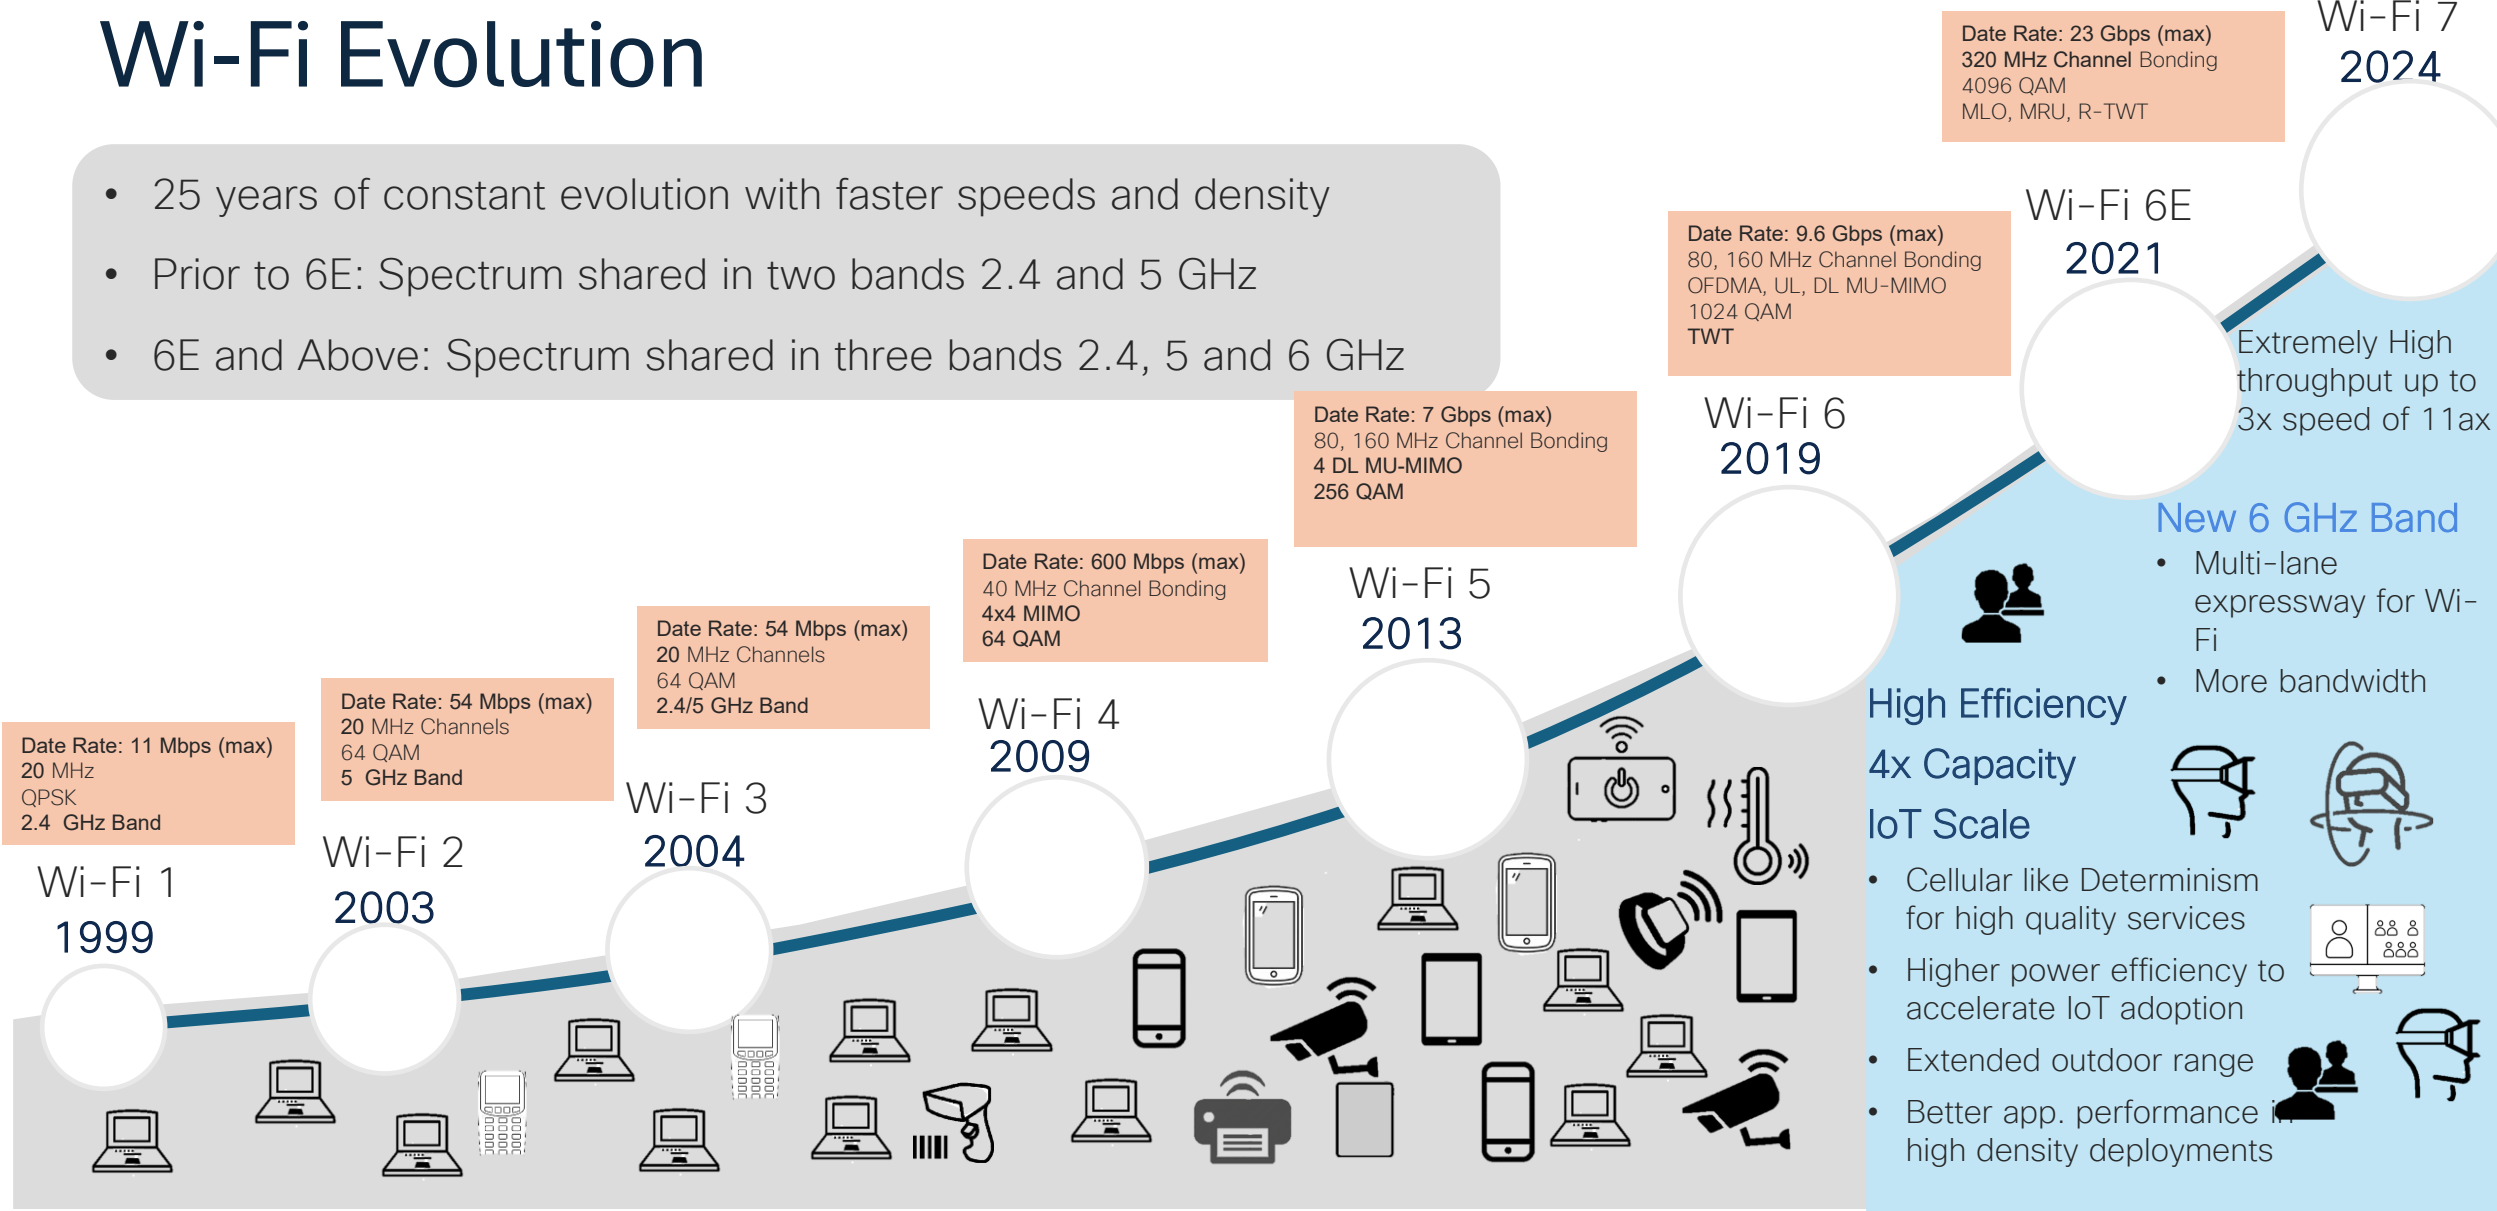 Wi-Fi Evolution
• 25 years of constant evolution with faster speeds and density
• Prior to 6E: Spectrum shared in two bands 2.4 and 5 GHz
• 6E and Above: Spectrum shared in three bands 2.4, 5 and 6 GHz
Date Rate: 11 Mbps (max)
20 MHz
QPSK
2.4 GHz Band
Wi-Fi 1
1999
Date Rate: 54 Mbps (max)
20 MHz Channels
64 QAM
5 GHz Band
Wi-Fi 2
2003
Date Rate: 54 Mbps (max)
20 MHz Channels
64 QAM
2.4/5 GHz Band
Wi-Fi 3
2004
Date Rate: 600 Mbps (max)
40 MHz Channel Bonding
4x4 MIMO
64 QAM
Wi-Fi 4
2009
Date Rate: 7 Gbps (max)
80, 160 MHz Channel Bonding
4 DL MU-MIMO
256 QAM
Wi-Fi 5
2013
Date Rate: 9.6 Gbps (max)
80, 160 MHz Channel Bonding
OFDMA, UL, DL MU-MIMO
1024 QAM
TWT
Wi-Fi 6
2019
Wi-Fi 6E
2021
Date Rate: 23 Gbps (max)
320 MHz Channel Bonding
4096 QAM
MLO, MRU, R-TWT
Wi-Fi 7
2024
Extremely High
throughput up to
3x speed of 11ax
New 6 GHz Band
• Multi-lane
expressway for Wi-
Fi
• More bandwidth
High Efficiency
4x Capacity
IoT Scale
• Cellular like Determinism
for high quality services
• Higher power efficiency to
accelerate IoT adoption
• Extended outdoor range
• Better app. performance in
high density deployments